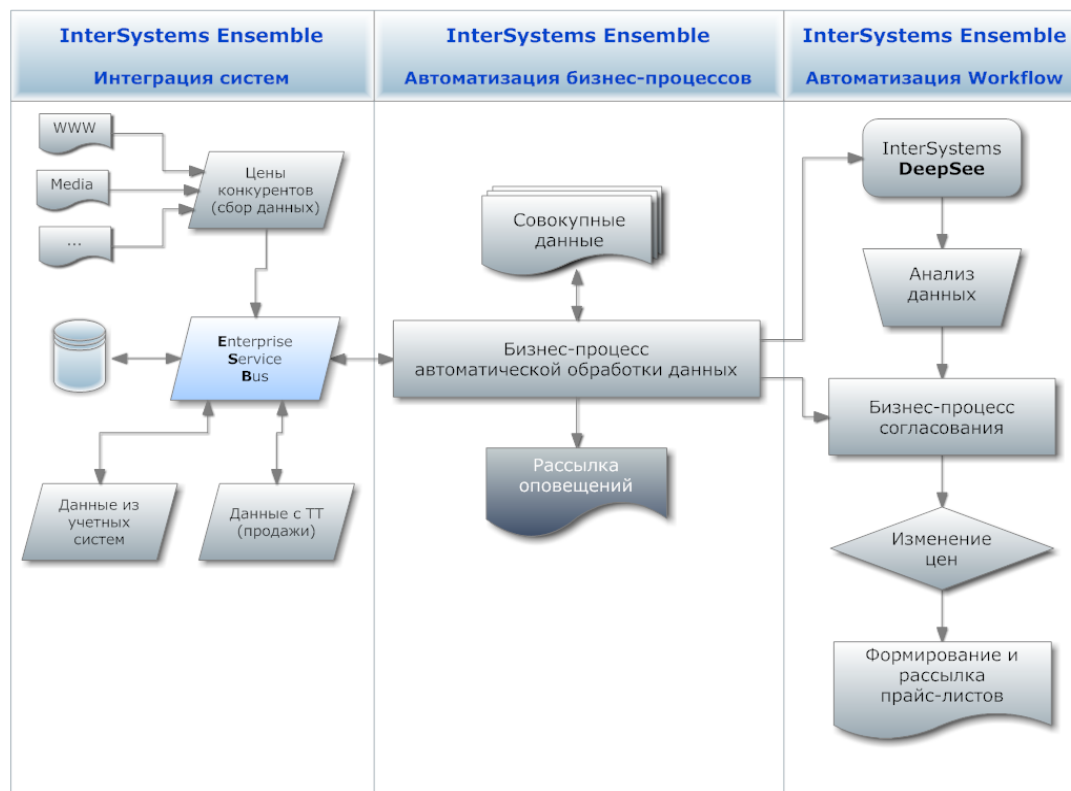 InterSystems Ensemble
Интеграция систем
InterSystems Ensemble
Автоматизация бизнес-процессов
InterSystems Ensemble
Автоматизация Workflow
WWW
Media
...
Цены
конкурентов
(сбор данных)
Enterprise
Service
Bus
Данные из
учетных
систем
Данные с ТТ
(продажи)
Совокупные
данные
Бизнес-процесс
автоматической обработки данных
Рассылка
оповещений
InterSystems
DeepSee
Анализ
данных
Бизнес-процесс
согласования
Изменение
цен
Формирование и
рассылка
прайс-листов